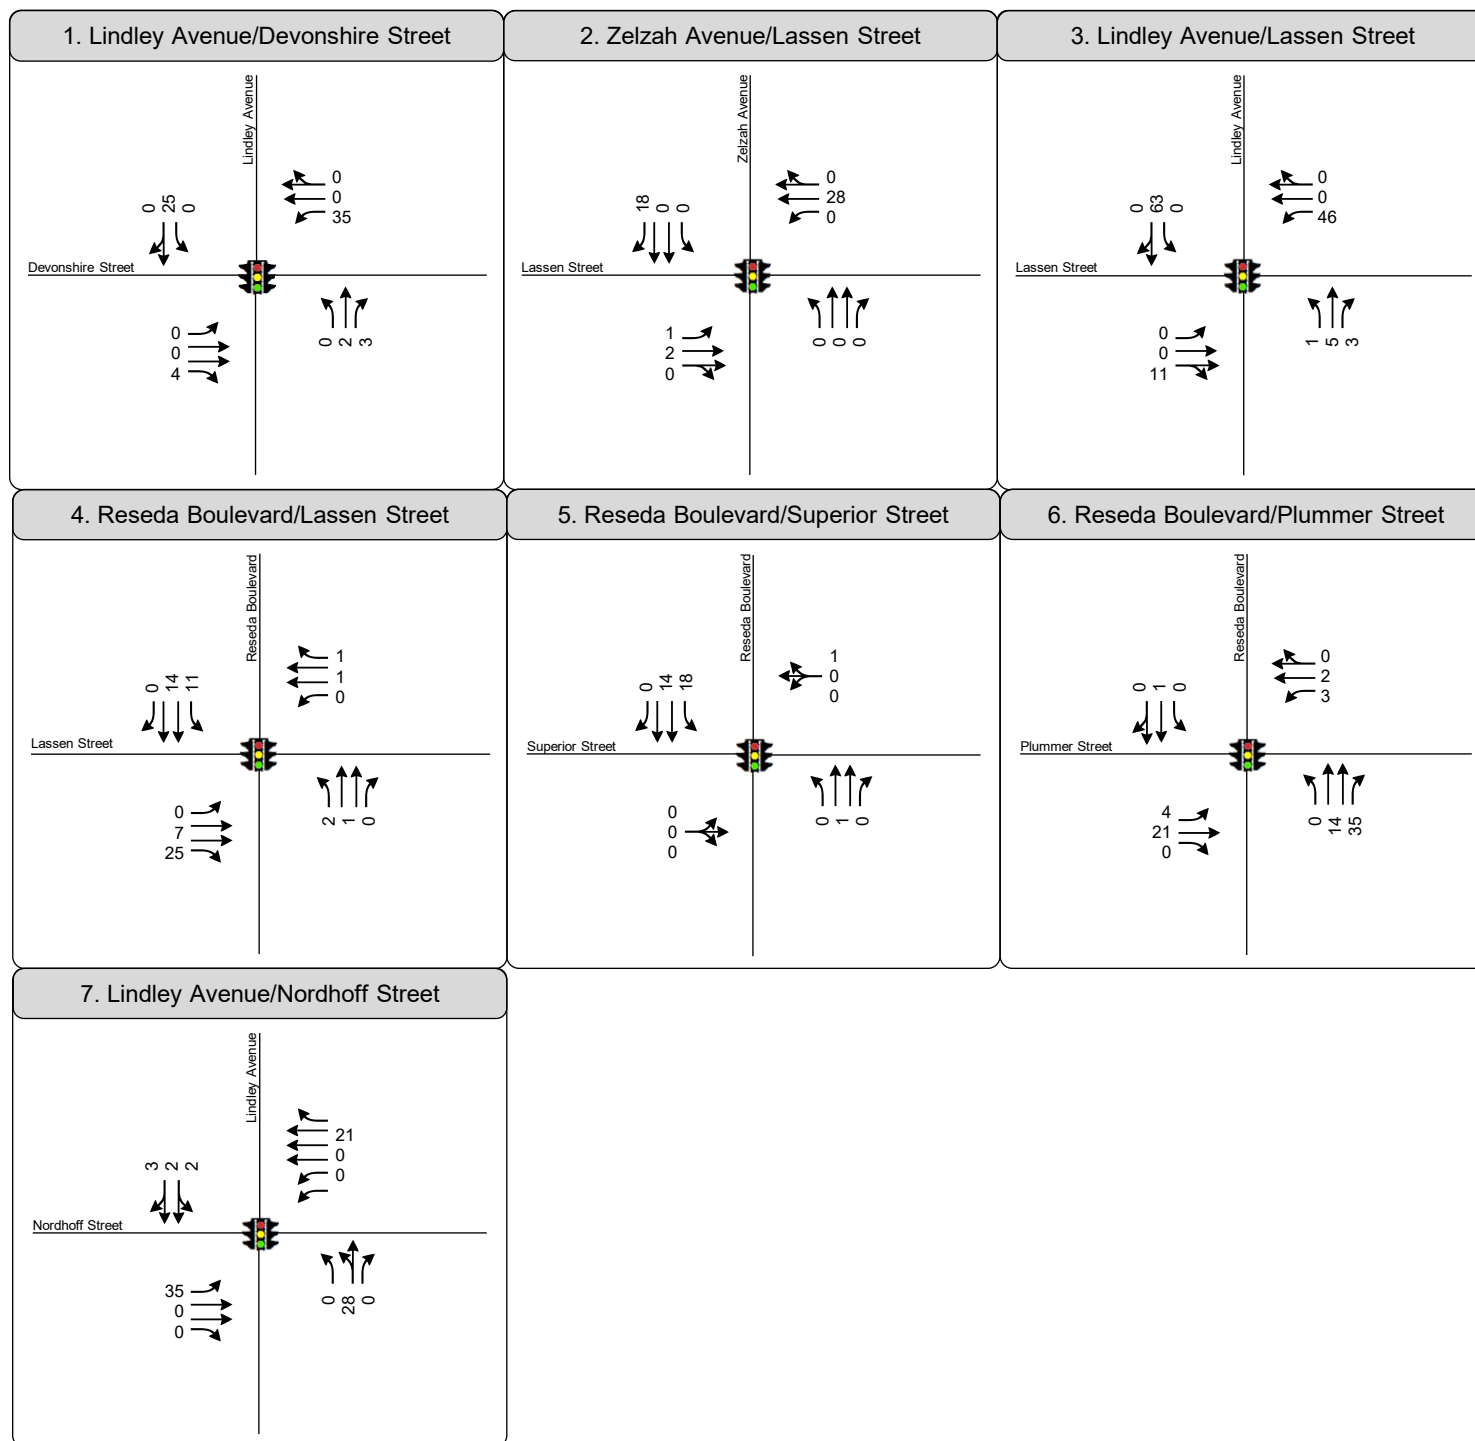 1. Lindley Avenue/Devonshire Street
Lindley Avenue
0
0
35
0 25 0
Devonshire Street
0
0
4
0 2 3
2. Zelzah Avenue/Lassen Street
Zelzah Avenue
0
28
0
18 0 0
Lassen Street
1
2
0
0 0 0
3. Lindley Avenue/Lassen Street
Lindley Avenue
0
0
46
0 63 0
Lassen Street
0
0
11
1 5 3
4. Reseda Boulevard/Lassen Street
Reseda Boulevard
1
1
0
0 14 11
Lassen Street
0
7
25
2 1 0
5. Reseda Boulevard/Superior Street
Reseda Boulevard
1
0
0
0 14 18
Superior Street
0
0
0
0 1 0
6. Reseda Boulevard/Plummer Street
Reseda Boulevard
0
2
3
0 1 0
Plummer Street
4
21
0
0 14 35
7. Lindley Avenue/Nordhoff Street
Lindley Avenue
21
0
0
3 2 2
Nordhoff Street
35
0
0
0 28 0